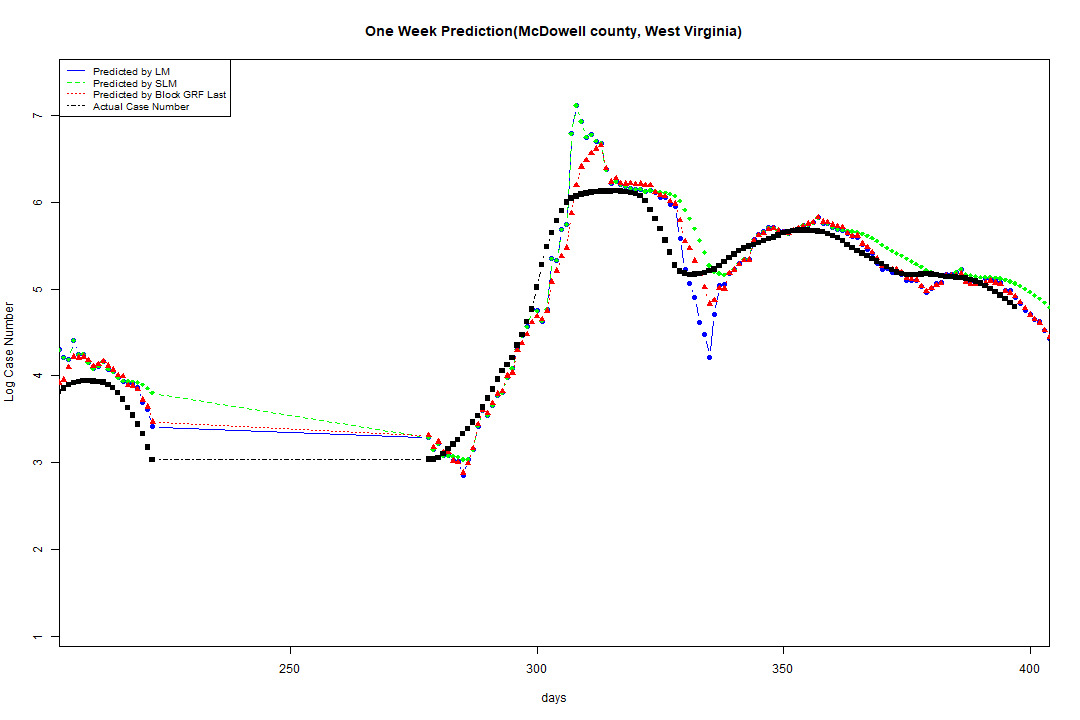 One Week Prediction(McDowell county, West Virginia)
Predicted by LM
Predicted by SLM
Predicted by Block GRF Last
Actual Case Number
7
6
5
4
3
2
1
Log Case Number
250 300 350 400
days